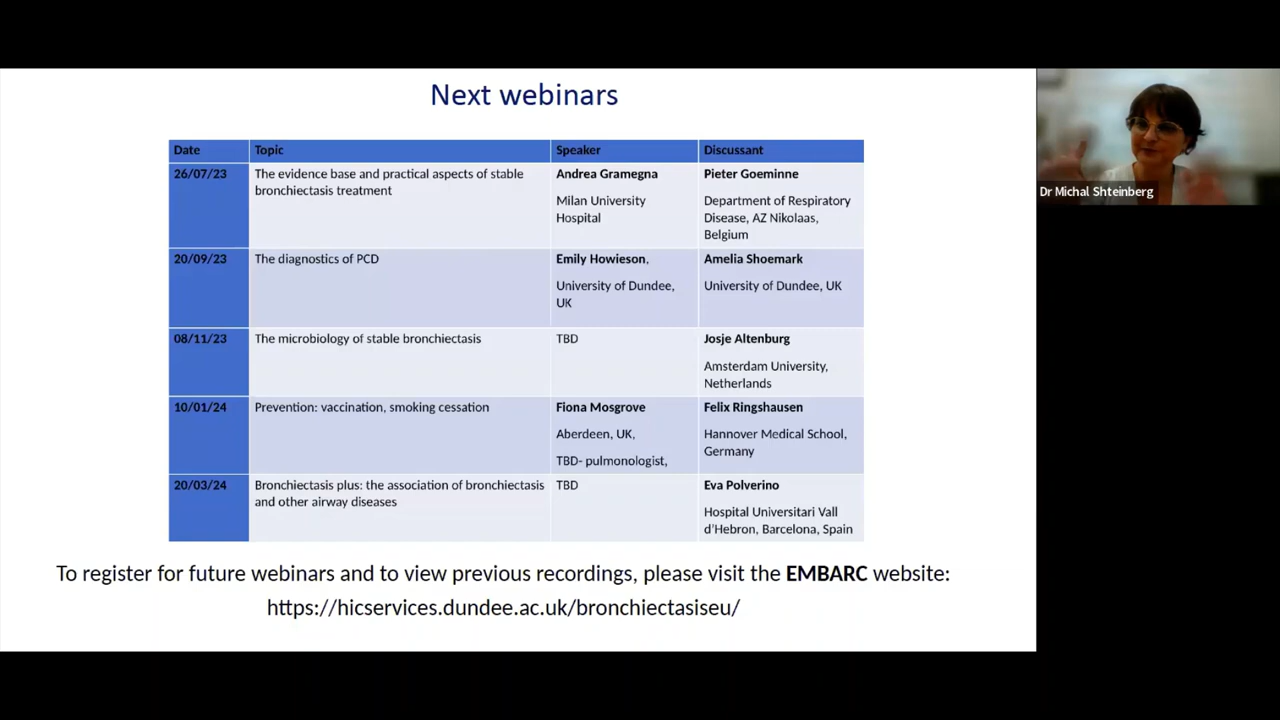 Next webinars
Date Topic Speaker Discussant
26/07/23
The evidence base and practical aspects of stable
bronchiectasis treatment
Andrea Gramegna
Milan University
Hospital
Pieter Goeminne
Department of Respiratory
Disease, AZ Nikolaas,
Belgium
20/09/23
The diagnostics of PCD
Emily Howieson,
University of Dundee,
UK
Amelia Shoemark
University of Dundee, UK
08/11/23
The microbiology of stable bronchiectasis
TBD
Josje Altenburg
Amsterdam University,
Netherlands
10/01/24
Prevention: vaccination, smoking cessation
Fiona Mosgrove
Aberdeen, UK,
TBD- pulmonologist,
Felix Ringshausen
Hannover Medical School,
Germany
20/03/24
Bronchiectasis plus: the association of bronchiectasis
and other airway diseases
TBD
Eva Polverino
Hospital Universitari Vall
d’Hebron, Barcelona, Spain
To register for future webinars and to view previous recordings, please visit the EMBARC website:
https://hicservices.dundee.ac.uk/bronchiectasiseu/
Dr Michal Shteinberg